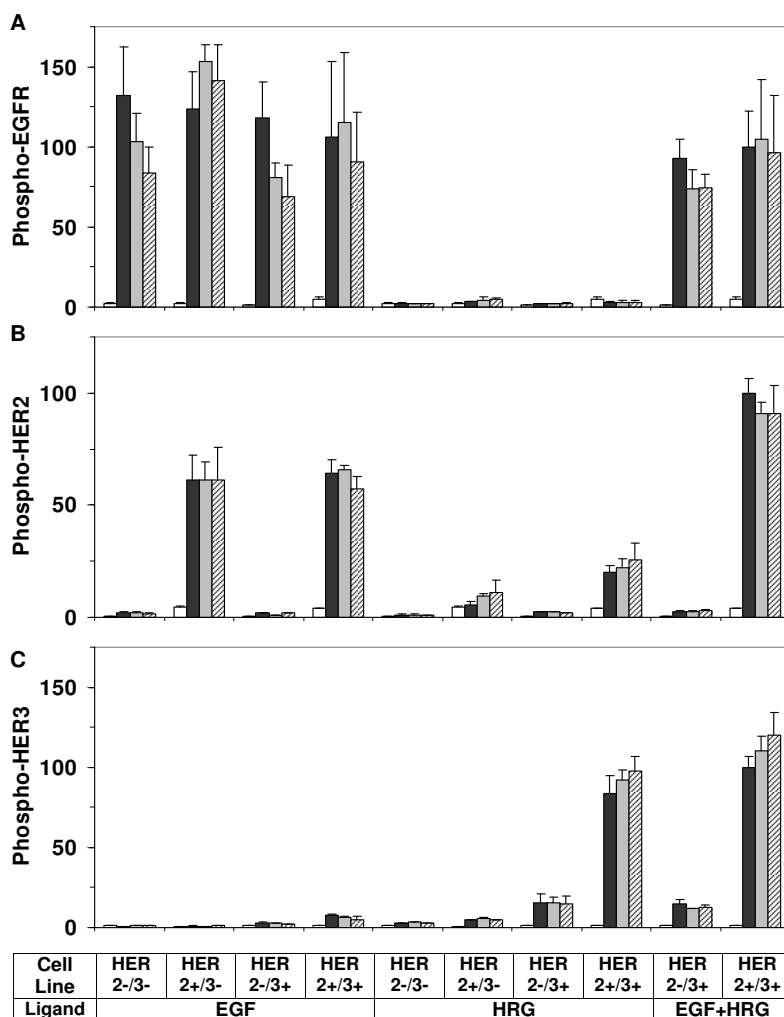 A
Phospho-EGFR
150
100
50
0
B
Phospho-HER2
100
50
0
C
Phospho-HER3
150
100
50
0
Cell Line HER 2-/3- HER 2+/3- HER 2-/3+ HER 2+/3+ HER 2-/3- HER 2+/3- HER 2-/3+ HER 2+/3+ HER 2-/3+ HER 2+/3+
Ligand EGF HRG EGF+HRG